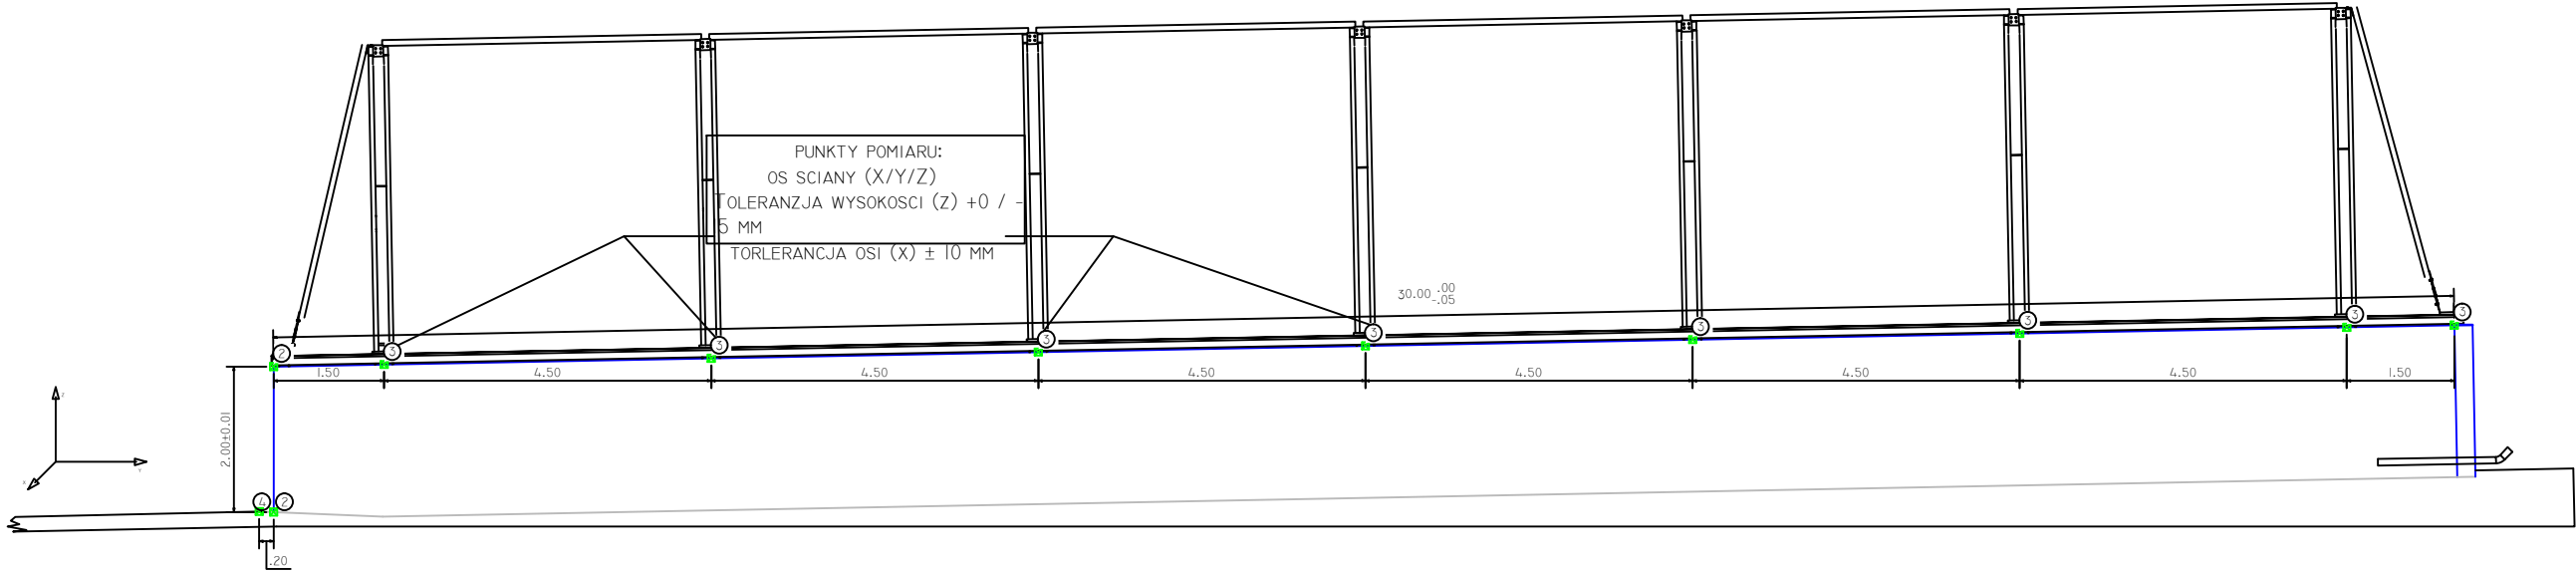 PUNKTY POMIARU:
OS SCIANY (X/Y/Z)
TOLERANZJA WYSOKOSCI (Z) +0 / -
5 MM
TORLERANCJA OSI (X) ± 10 MM
30.00 .00
-.05
2 3 3 3 3 3 3 3 3
1.50 4.50 4.50 4.50 4.50 4.50 4.50 1.50
2.00±0.01
4 2
.20